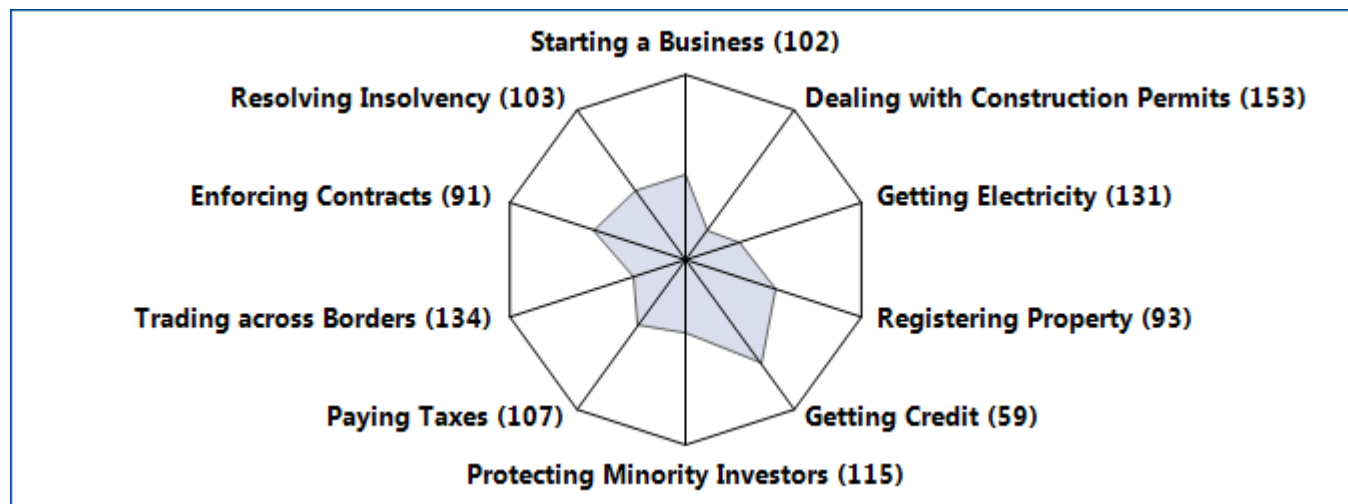 Starting a Business (102)
Resolving Insolvency (103)
Dealing with Construction Permits (153)
Enforcing Contracts (91)
Getting Electricity (131)
Trading across Borders (134)
Registering Property (93)
Paying Taxes (107)
Getting Credit (59)
Protecting Minority Investors (115)